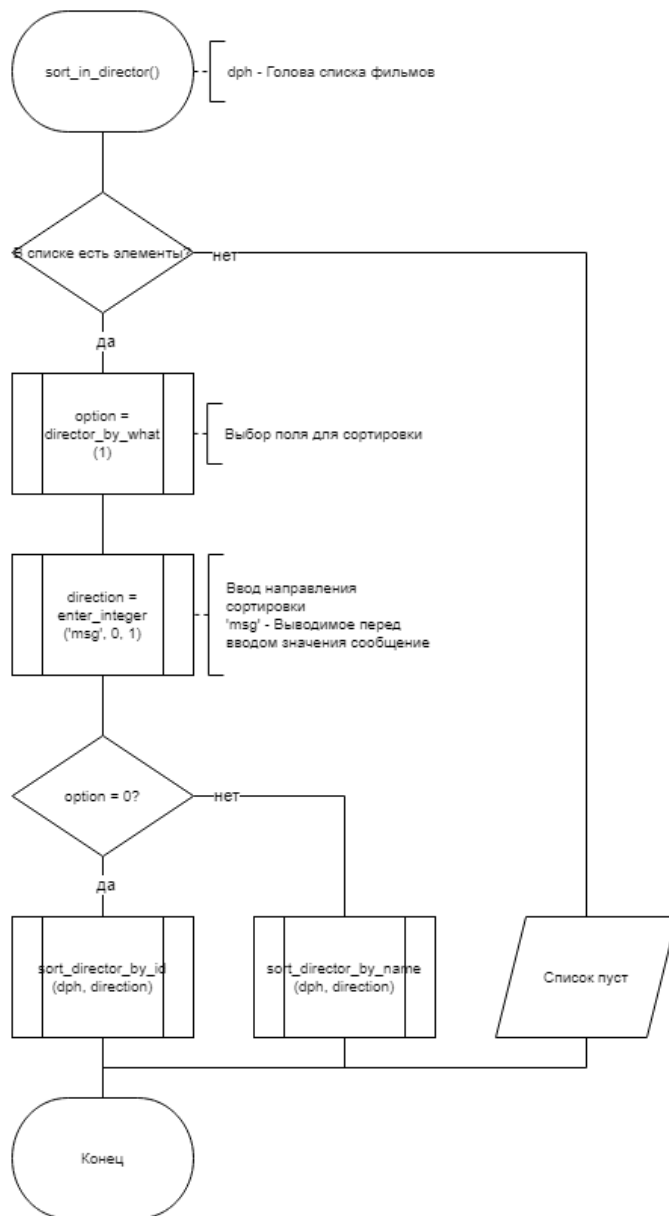 sort_in_director()
dph - Голова списка фильмов
В списке есть элементы?
нет
да
option =
director_by_what
(1)
Выбор поля для сортировки
direction =
enter_integer
('msg', 0, 1)
Ввод направления
сортировки
'msg' - Выводимое перед
вводом значения сообщение
option = 0?
нет
да
sort_director_by_id
(dph, direction)
sort_director_by_name
(dph, direction)
Список пуст
Конец